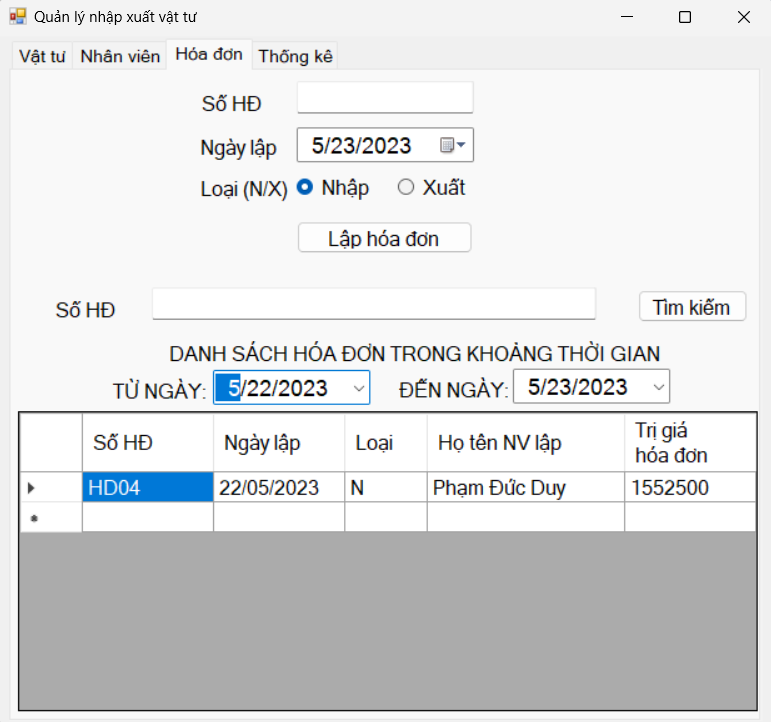 Quản lý nhập xuất vật tư
Vật tư Nhân viên Hóa đơn Thống kê
Số HĐ
Ngày lập 5/23/2023
Loại (N/X) Nhập Xuất
Lập hóa đơn
Số HĐ Tìm kiếm
DANH SÁCH HÓA ĐƠN TRONG KHOẢNG THỜI GIAN
TỪ NGÀY: 5/22/2023 ĐẾN NGÀY: 5/23/2023
Số HĐ Ngày lập Loại Họ tên NV lập Trị giá
hóa đơn
HD04 22/05/2023 N Phạm Đức Duy 1552500